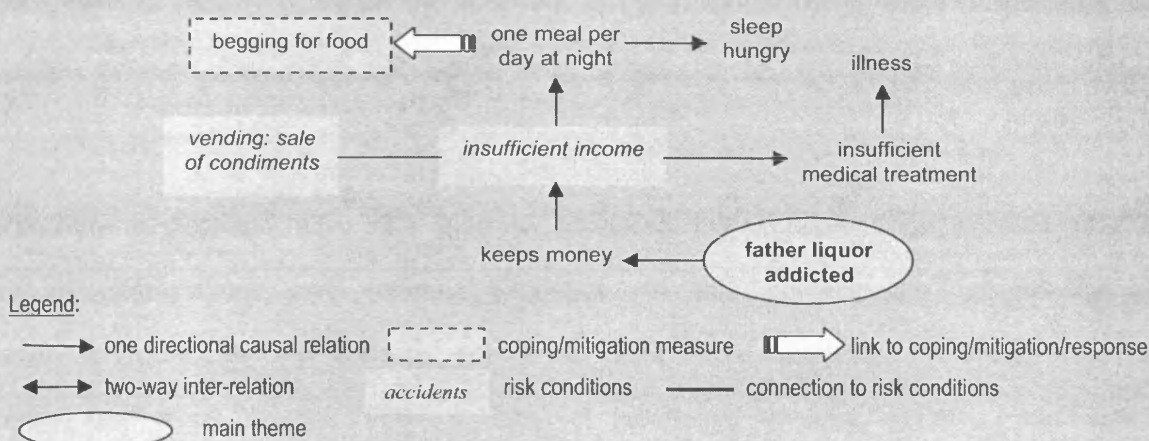 begging for food
one meal per
day at night
sleep
hungry
illness
vending: sale
of condiments
insufficient income
insufficient
medical treatment
keeps money
father liquor
addicted
Legend:
one directional causal relation
coping/mitigation measure
link to coping/mitigation/response
two-way inter-relation
accidents
risk conditions
connection to risk conditions
main theme